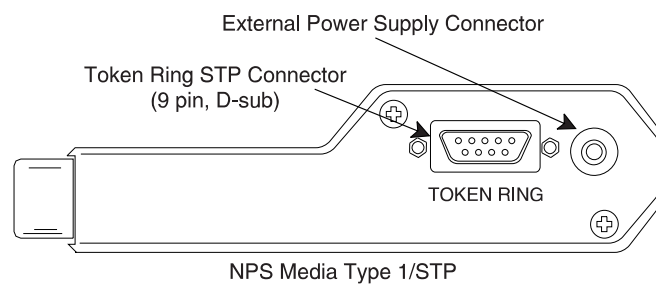 External Power Supply Connector
Token Ring STP Connector
(9 pin, D-sub)
TOKEN RING
NPS Media Type 1/STP